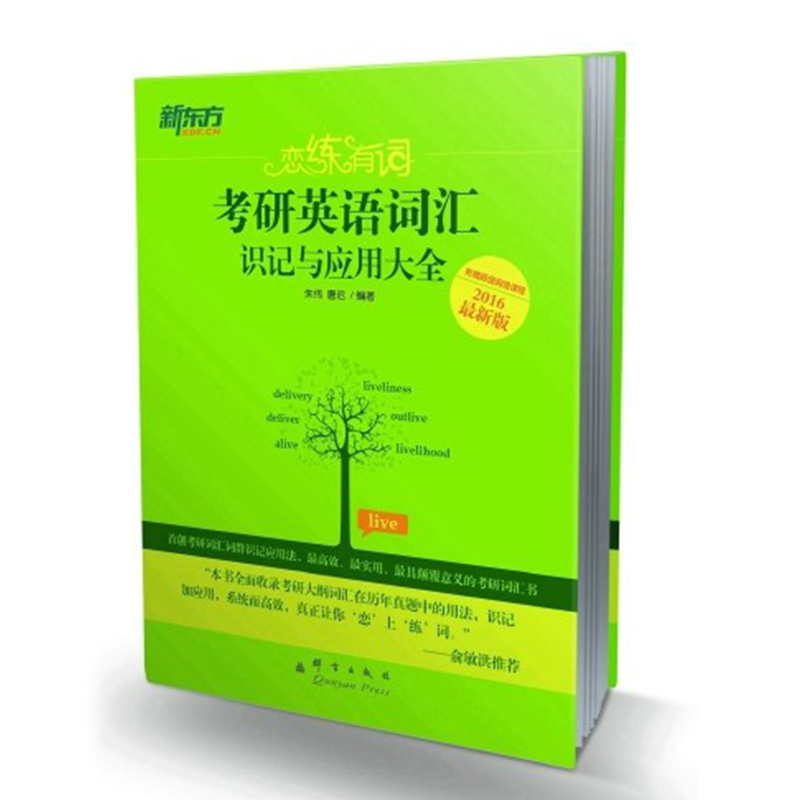 新东方
XDF.CN
恋练有词
考研英语词汇
识记与应用大全
朱伟 唐迟 / 编著
附赠超值网络课程
2016
最新版
delivery
liveliness
deliver
outlive
alive
livelihood
live
首创考研词汇词群识记应用法，最高效、最实用、最具颠覆意义的考研词汇书
“本书全面收录考研大纲词汇在历年真题中的用法，识记
加应用，系统而高效，真正让你‘恋’上‘练’词。”
——俞敏洪推荐
群言出版社
Qunyan Press